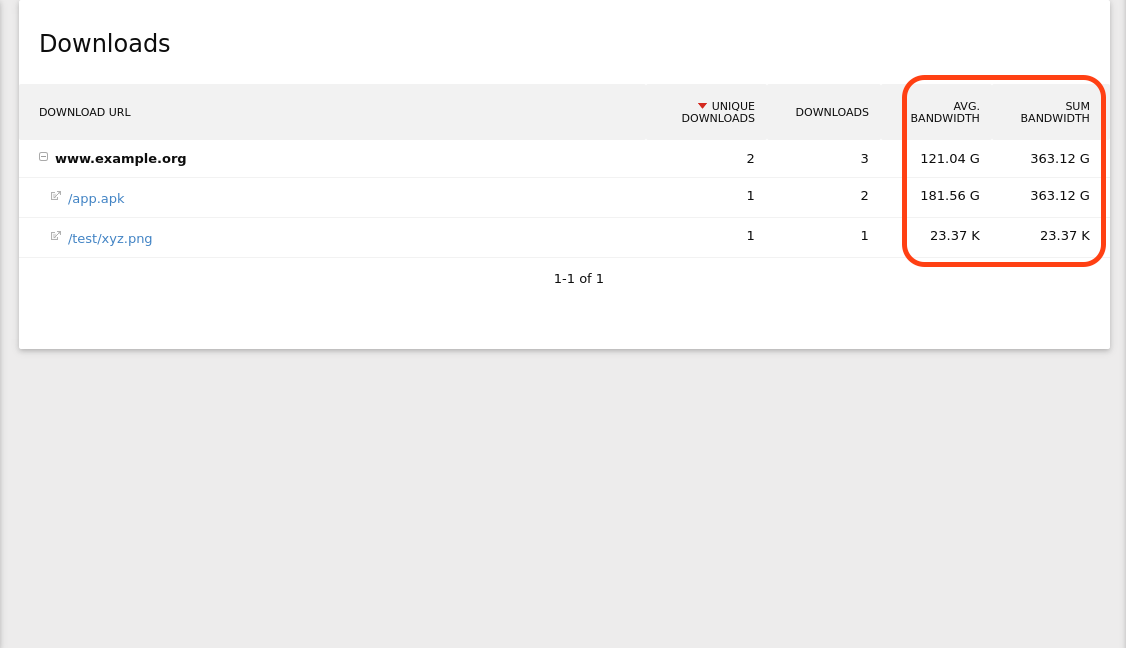 Downloads
DOWNLOAD URL UNIQUE DOWNLOADS DOWNLOADS AVG. BANDWIDTH SUM BANDWIDTH
www.example.org 2 3 121.04 G 363.12 G
/app.apk 1 2 181.56 G 363.12 G
/test/xyz.png 1 1 23.37 K 23.37 K
1-1 of 1